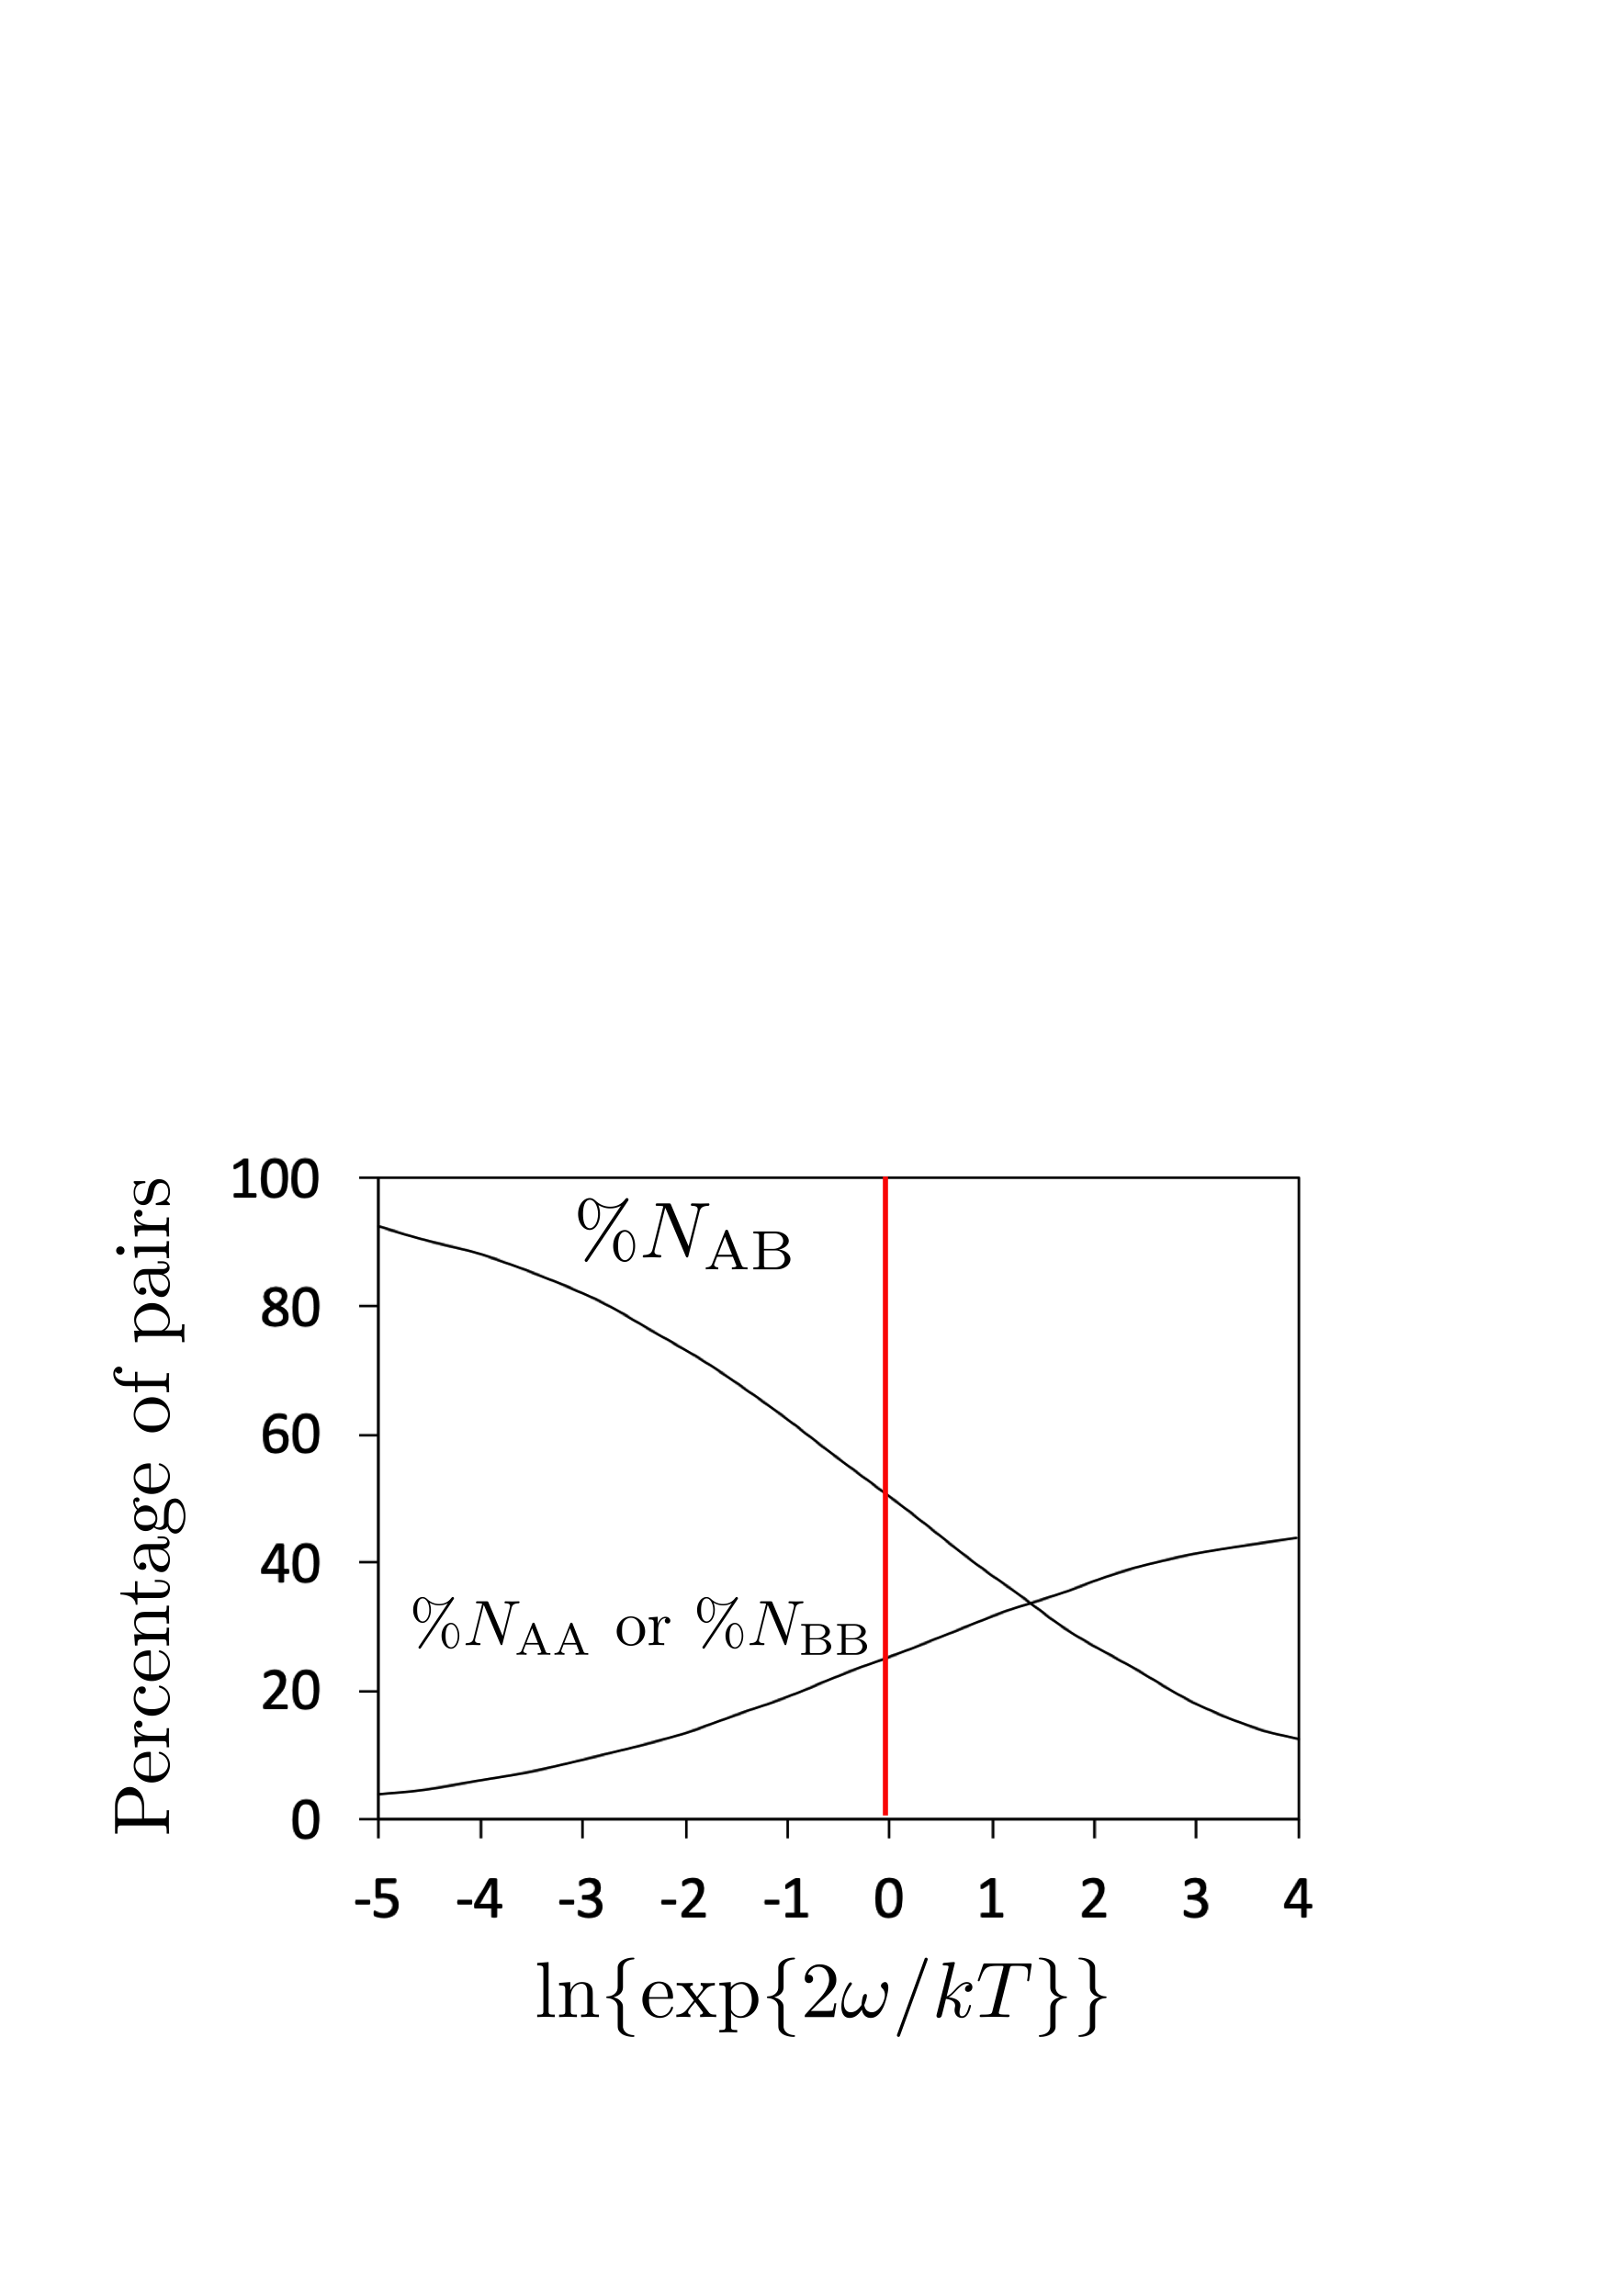 Percentage of pairs
100
80
60
40
20
0
%N_AB
%N_AA or %N_BB
-5 -4 -3 -2 -1 0 1 2 3 4
ln{exp{2ω/kT}}